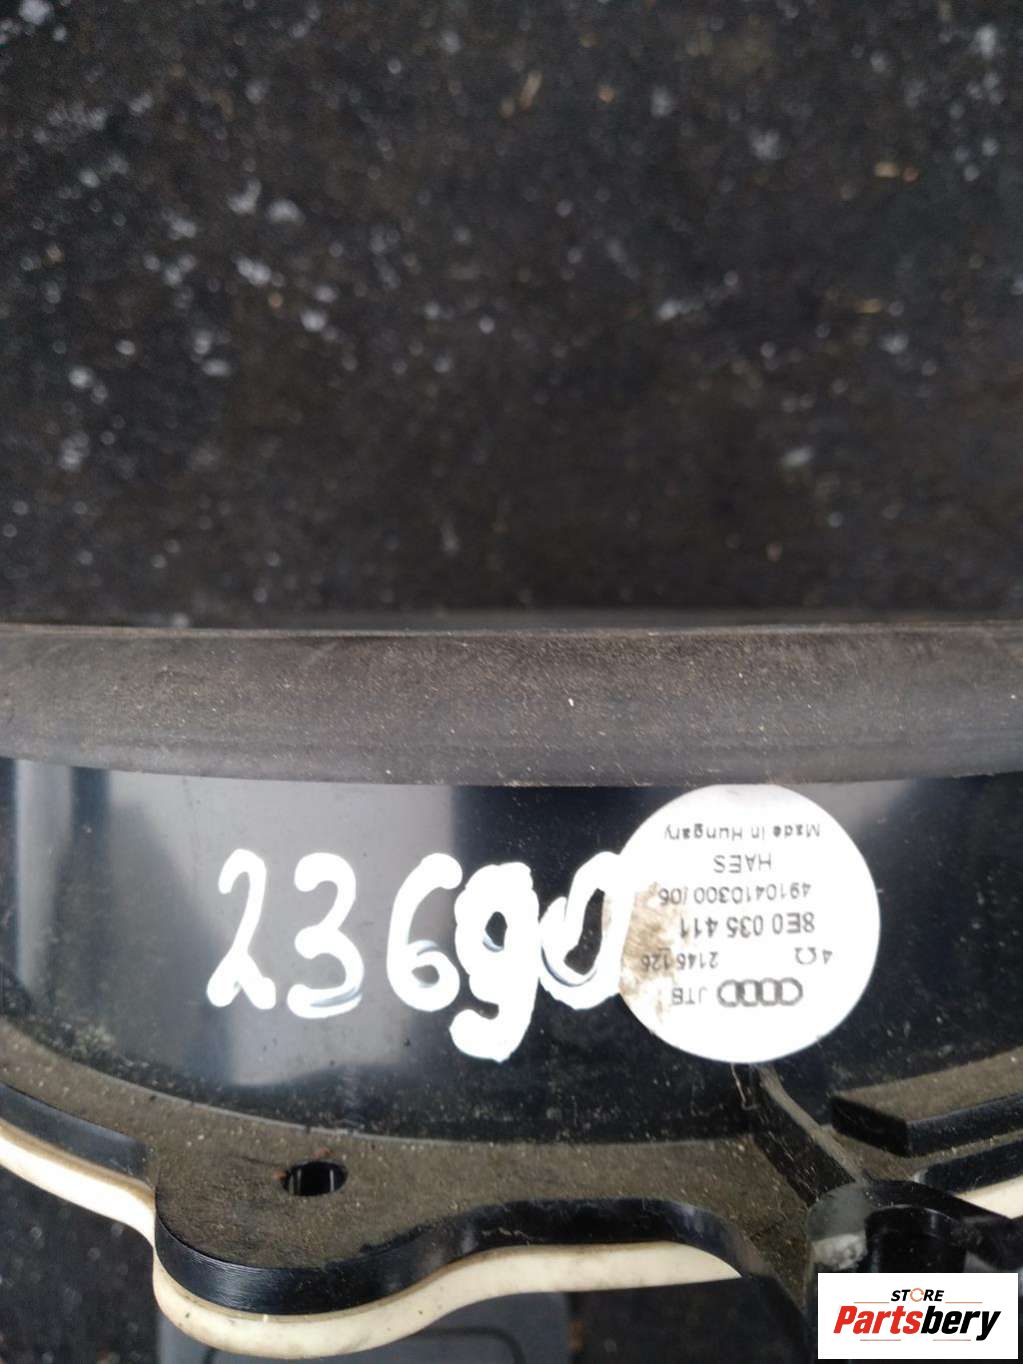 23690
JTB
4Ω 2146126
8E0 035 411
4910410300/06
HAES
Made in Hungary
STORE
Partsbery